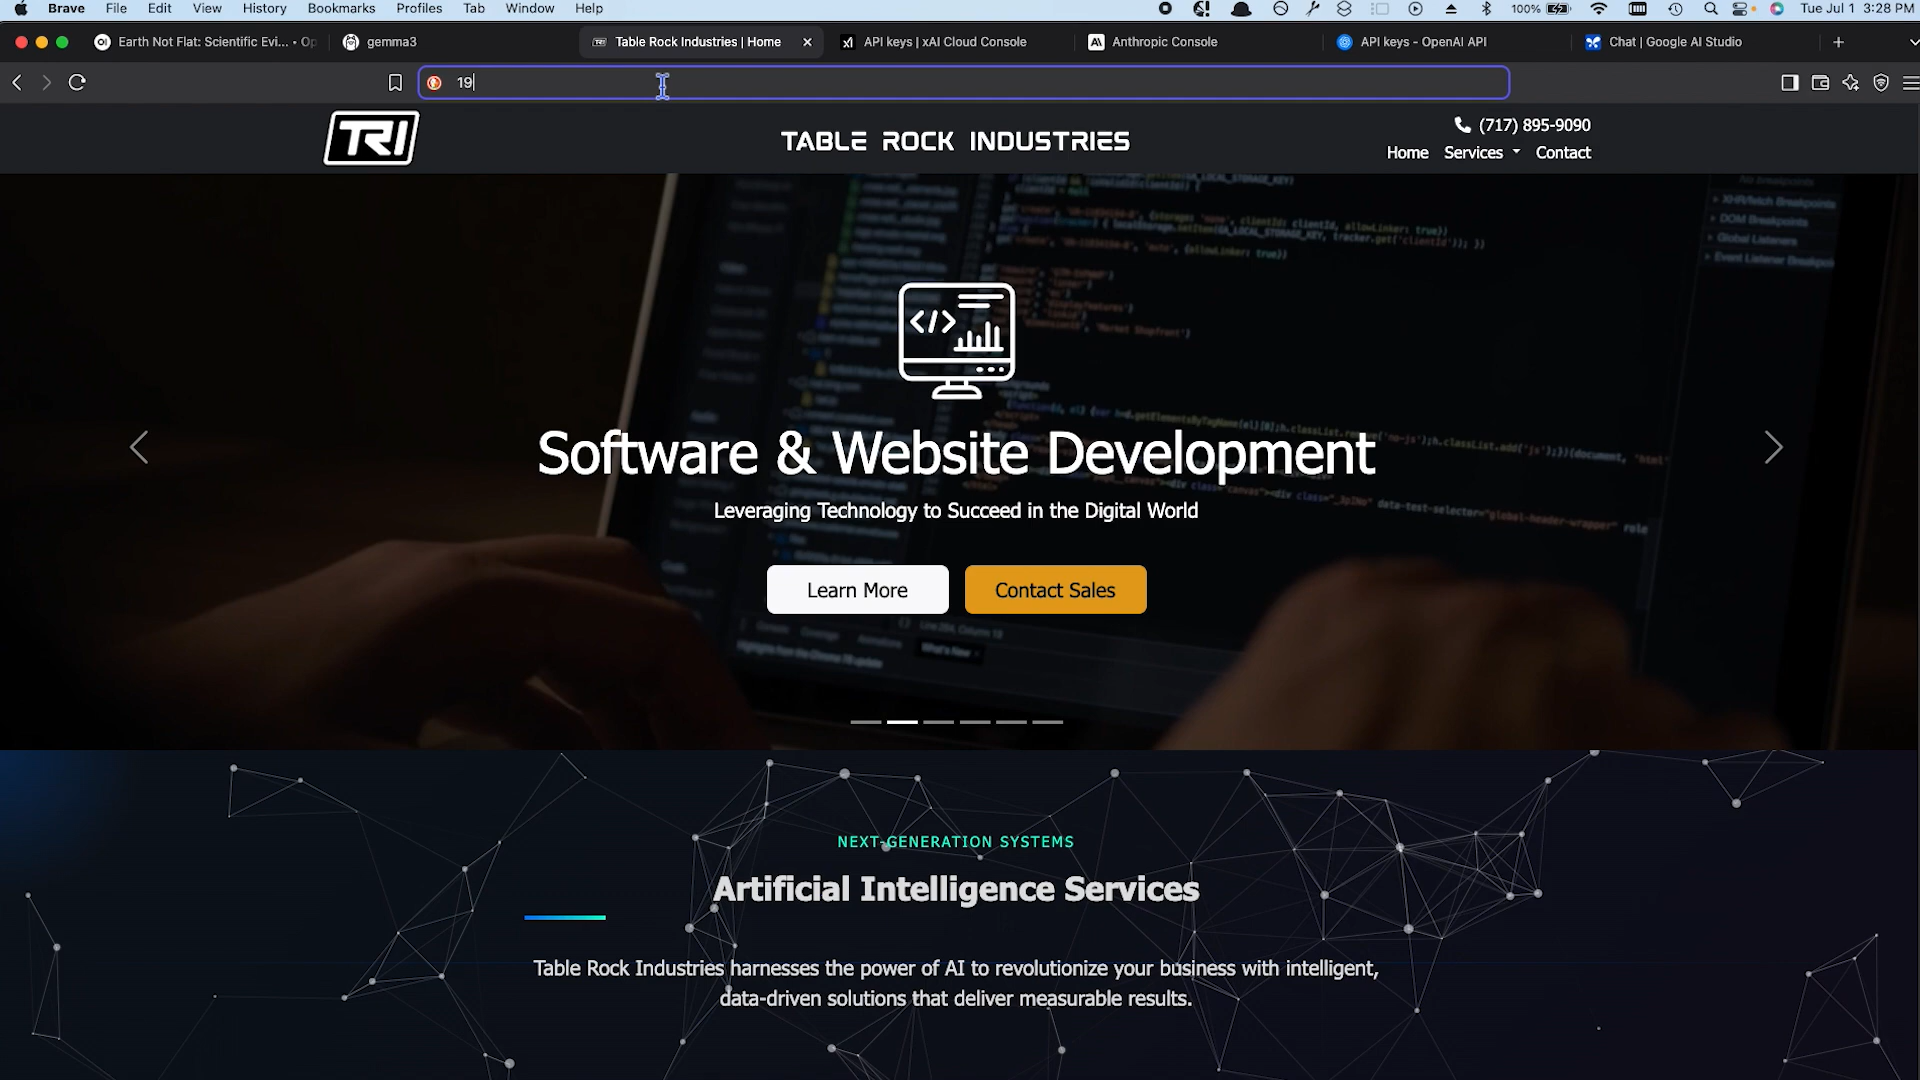 Brave File Edit View History Bookmarks Profiles Tab Window Help 100% Tue Jul 1 3:28 PM
OI Earth Not Flat: Scientific Evi... • Op gemma3 Table Rock Industries | Home API keys | xAI Cloud Console Anthropic Console API keys - OpenAI API Chat | Google AI Studio
19
TRI
TABLE ROCK INDUSTRIES
(717) 895-9090
Home Services Contact
</>
Software & Website Development
Leveraging Technology to Succeed in the Digital World
Learn More
Contact Sales
NEXT-GENERATION SYSTEMS
Artificial Intelligence Services
Table Rock Industries harnesses the power of AI to revolutionize your business with intelligent,
data-driven solutions that deliver measurable results.